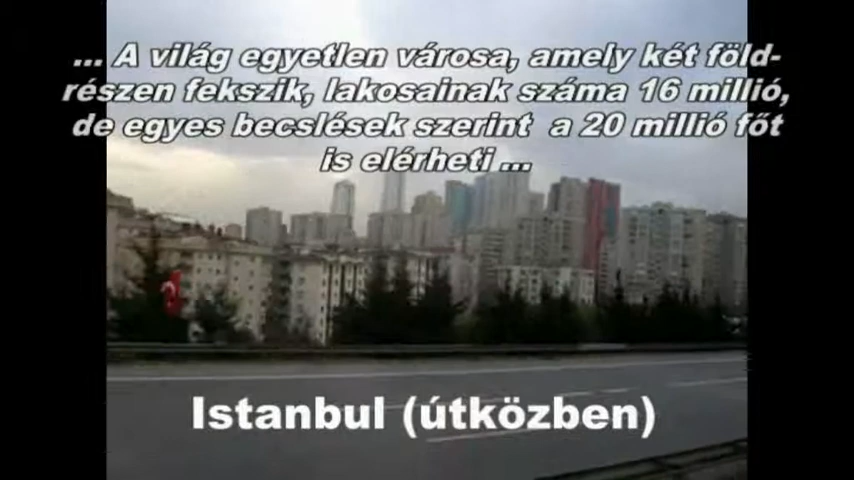 ... A világ egyetlen városa, amely két föld-
részen fekszik, lakosainak száma 16 millió,
de egyes becslések szerint a 20 millió főt
is elérheti ...
Istanbul (útközben)